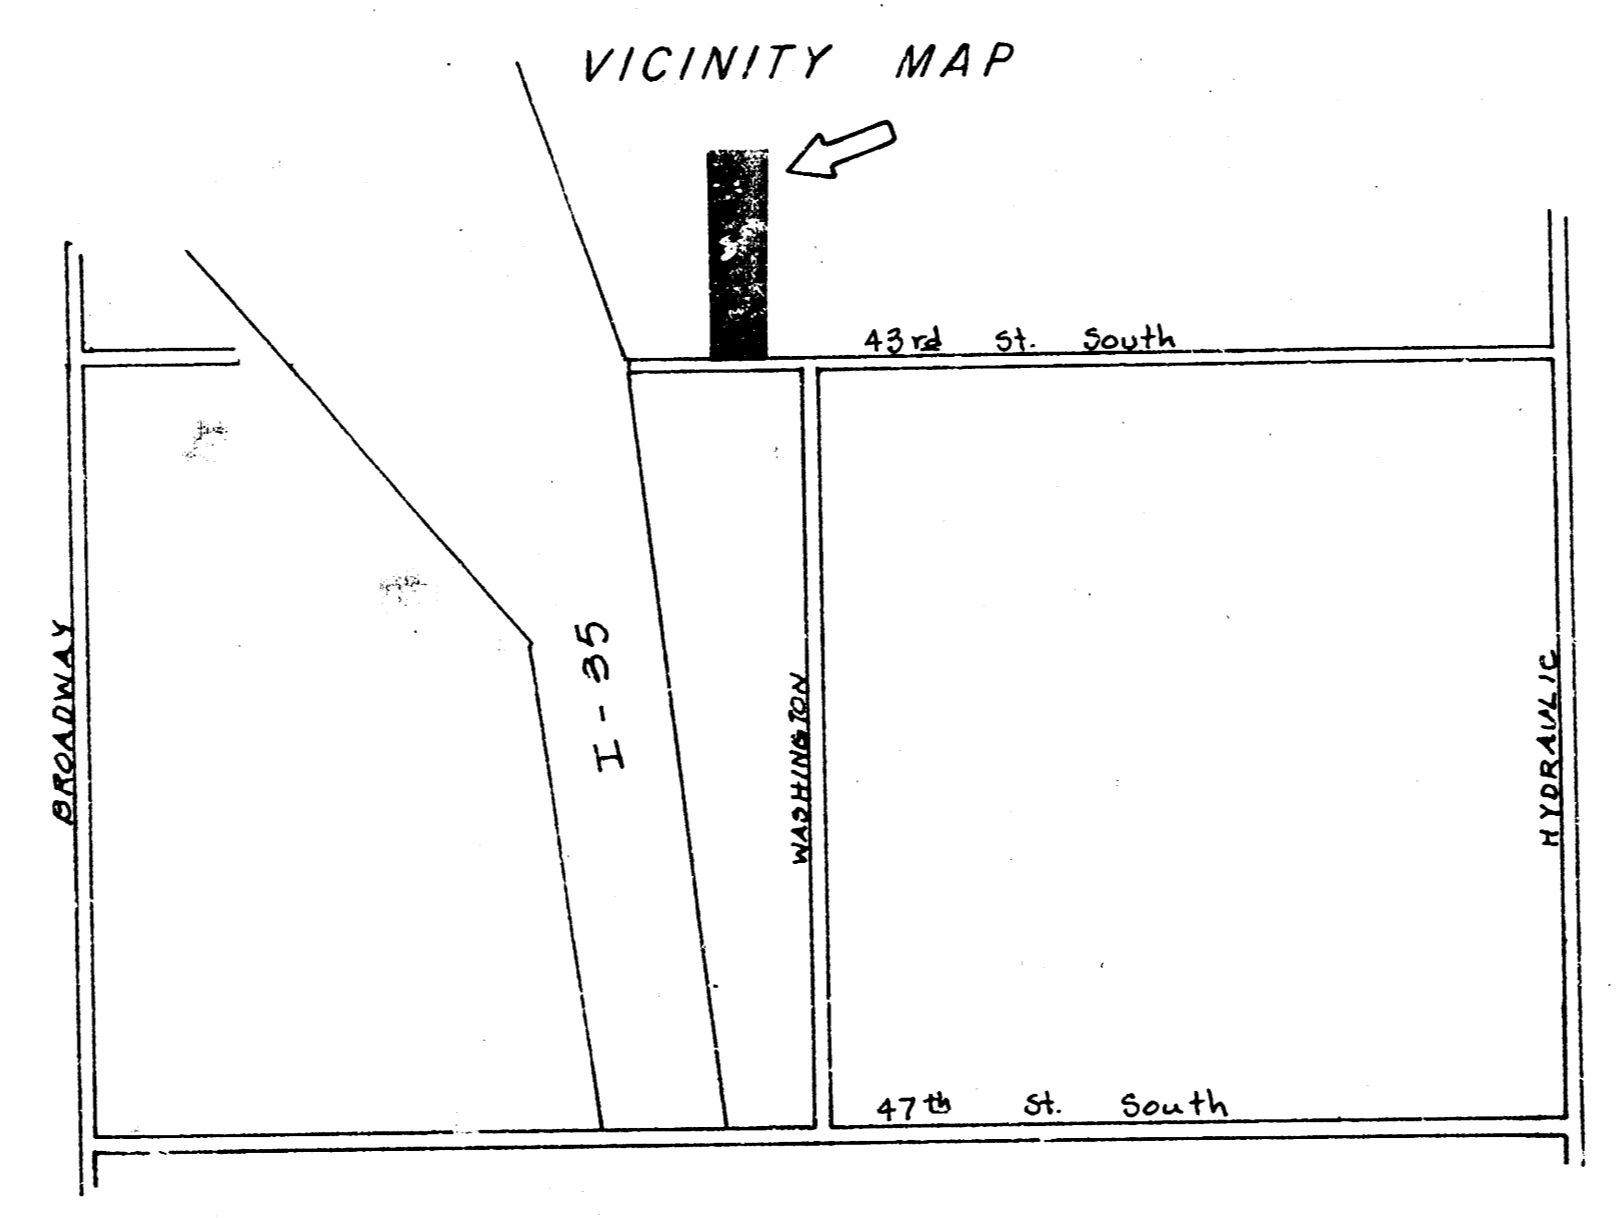 VICINITY MAP
43rd St. South
BROADWAY
I-35
WASHINGTON
HYDRAULIC
47th St. South